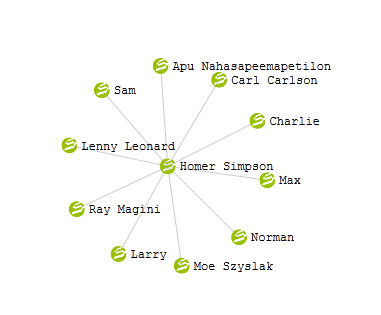 Apu Nahasapeemapetilon
Carl Carlson
Sam
Charlie
Lenny Leonard
Homer Simpson
Max
Ray Magini
Norman
Larry
Moe Szyslak